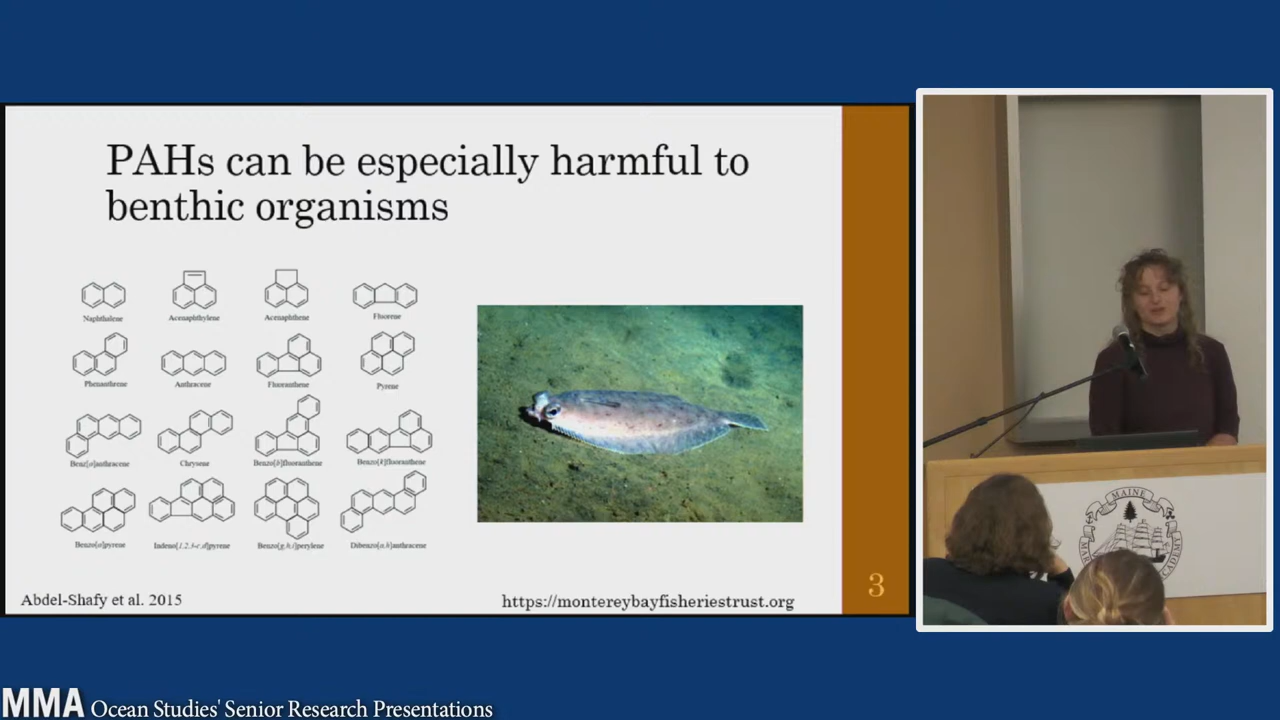 PAHs can be especially harmful to
benthic organisms
Naphthalene
Acenaphthylene
Acenaphthene
Fluorene
Phenanthrene
Anthracene
Fluoranthene
Pyrene
Benz[a]anthracene
Chrysene
Benzo[b]fluoranthene
Benzo[k]fluoranthene
Benzo[a]pyrene
Indeno[1,2,3-c,d]pyrene
Benzo[g,h,i]perylene
Dibenzo[a,h]anthracene
Abdel-Shafy et al. 2015
https://montereybayfisheriestrust.org
3
MAINE
MMA Ocean Studies' Senior Research Presentations